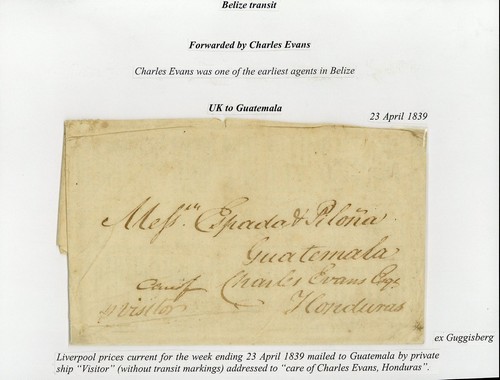 Belize transit
Forwarded by Charles Evans
Charles Evans was one of the earliest agents in Belize
UK to Guatemala
23 April 1839
Messrs. Espada & Piloña
Guatemala
care of Charles Evans Esqr.
p Visitor Honduras
ex Guggisberg
Liverpool prices current for the week ending 23 April 1839 mailed to Guatemala by private
ship "Visitor" (without transit markings) addressed to "care of Charles Evans, Honduras".